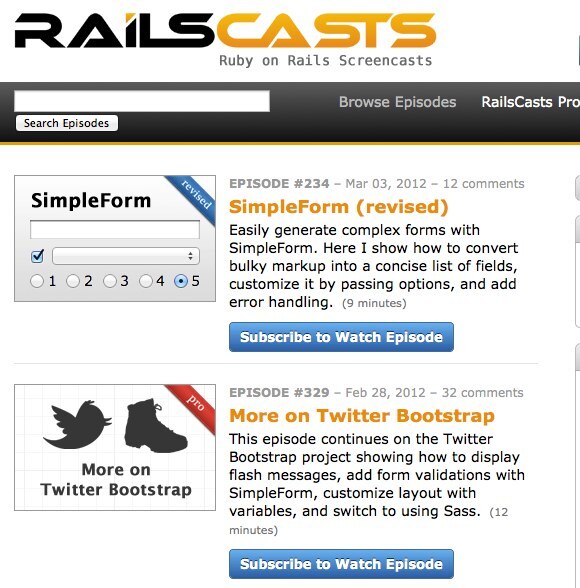 RAILSCASTS
Ruby on Rails Screencasts
Search Episodes
Browse Episodes
RailsCasts Pro
revised
SimpleForm
1 2 3 4 5
EPISODE #234 – Mar 03, 2012 – 12 comments
SimpleForm (revised)
Easily generate complex forms with
SimpleForm. Here I show how to convert
bulky markup into a concise list of fields,
customize it by passing options, and add
error handling. (9 minutes)
Subscribe to Watch Episode
pro
More on
Twitter Bootstrap
EPISODE #329 – Feb 28, 2012 – 32 comments
More on Twitter Bootstrap
This episode continues on the Twitter
Bootstrap project showing how to display
flash messages, add form validations with
SimpleForm, customize layout with
variables, and switch to using Sass. (12
minutes)
Subscribe to Watch Episode